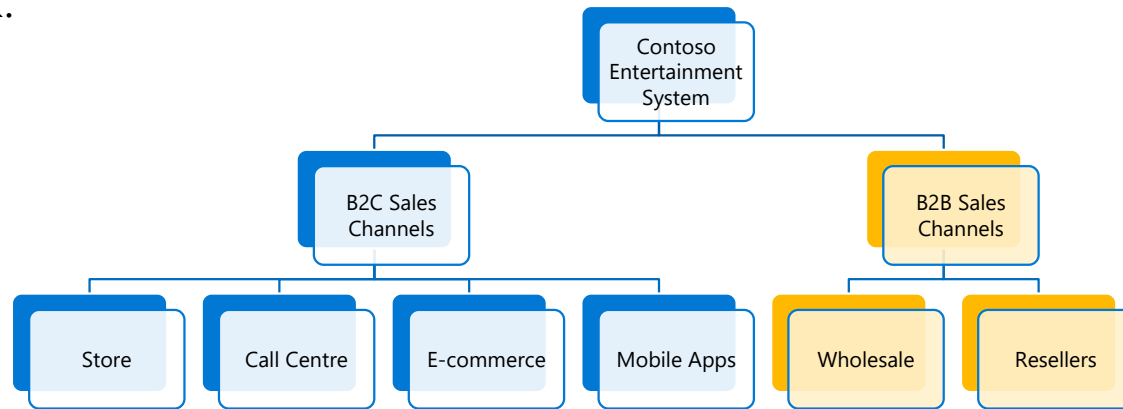 Contoso
Entertainment
System
B2C Sales
Channels
B2B Sales
Channels
Store
Call Centre
E-commerce
Mobile Apps
Wholesale
Resellers